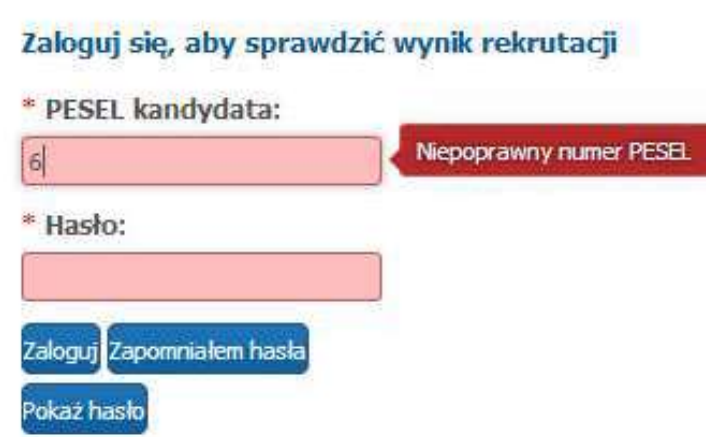 Zaloguj się, aby sprawdzić wynik rekrutacji
* PESEL kandydata:
6
Niepoprawny numer PESEL
* Hasło:
Zaloguj Zapomniałem hasła
Pokaż hasło